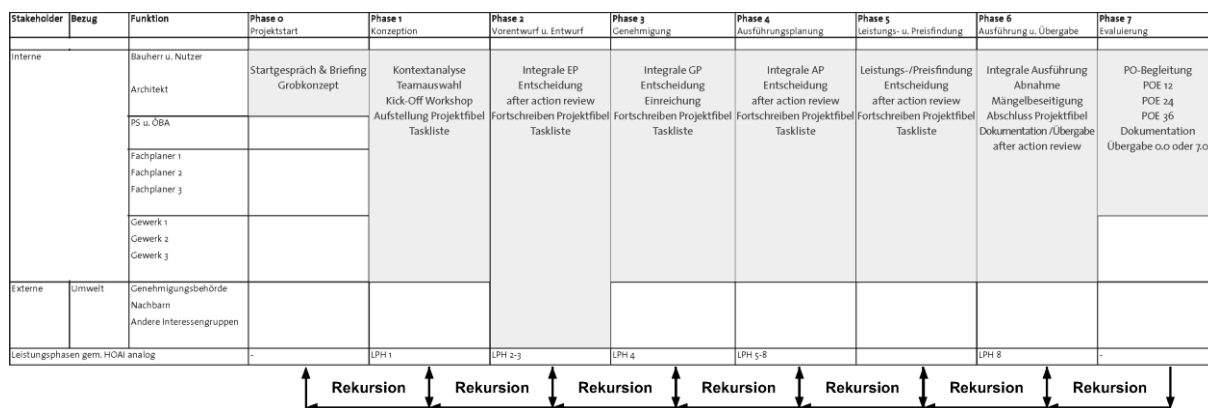 Stakeholder Bezug Funktion Phase 0 Phase 1 Phase 2 Phase 3 Phase 4 Phase 5 Phase 6 Phase 7
Projektstart Konzeption Vorentwurf u. Entwurf Genehmigung Ausführungsplanung Leistungs- u. Preisfindung Ausführung u. Übergabe Evaluierung
Interne
Bauherr u. Nutzer
Architekt
PS u. ÖBA
Fachplaner 1
Fachplaner 2
Fachplaner 3
Gewerk 1
Gewerk 2
Gewerk 3
Startgespräch & Briefing
Grobkonzept
Kontextanalyse
Teamauswahl
Kick-Off Workshop
Aufstellung Projektfibel
Taskliste
Integrale EP
Entscheidung
after action review
Fortschreiben Projektfibel
Taskliste
Integrale GP
Entscheidung
Einreichung
Fortschreiben Projektfibel
Taskliste
Integrale AP
Entscheidung
after action review
Fortschreiben Projektfibel
Taskliste
Leistungs-/Preisfindung
Entscheidung
after action review
Fortschreiben Projektfibel
Taskliste
Integrale Ausführung
Abnahme
Mängelbeseitigung
Abschluss Projektfibel
Dokumentation /Übergabe
after action review
PO-Begleitung
POE 12
POE 24
POE 36
Dokumentation
Übergabe 0.0 oder 7.0
Externe Umwelt Genehmigungsbehörde
Nachbarn
Andere Interessengruppen
Leistungsphasen gem. HOAI analog - LPH 1 LPH 2-3 LPH 4 LPH 5-8 LPH 8 -
Rekursion Rekursion Rekursion Rekursion Rekursion Rekursion Rekursion